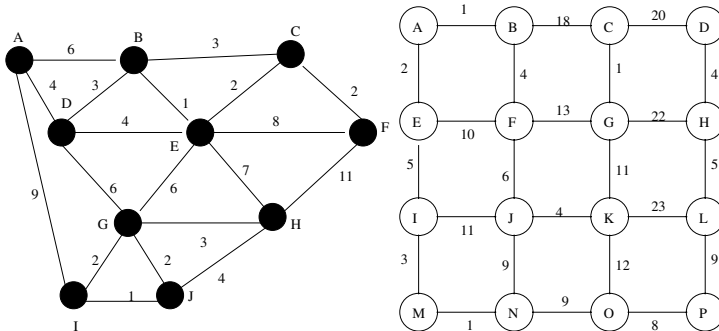 A 6 B 3 C
4 3 2 2
D 4 1 8 F
E
9 6 6 7 11
G 3 H
2 2 4
1 J
I
A 1 B 18 C 20 D
2 4 1 4
E 10 F 13 G 22 H
5 6 11 5
I 11 J 4 K 23 L
3 9 12 9
M 1 N 9 O 8 P